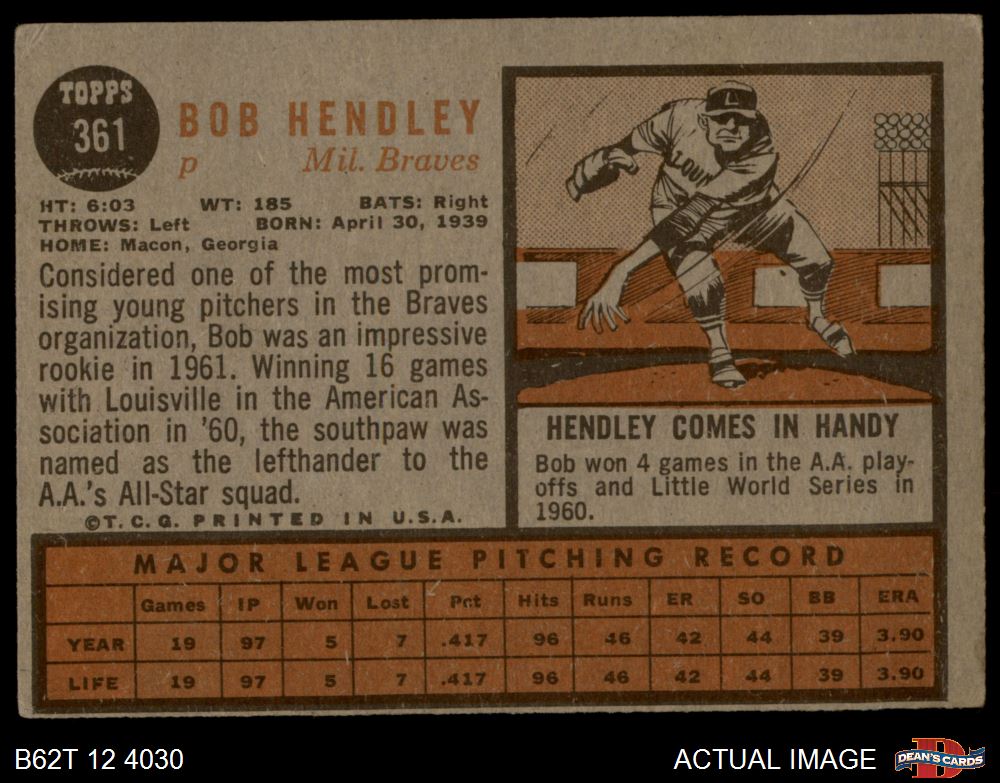 TOPPS
361
BOB HENDLEY
p Mil. Braves
HT: 6:03 WT: 185 BATS: Right
THROWS: Left BORN: April 30, 1939
HOME: Macon, Georgia
Considered one of the most prom-
ising young pitchers in the Braves
organization, Bob was an impressive
rookie in 1961. Winning 16 games
with Louisville in the American As-
sociation in '60, the southpaw was
named as the lefthander to the
A.A.'s All-Star squad.
©T. C. G. PRINTED IN U.S.A.
L
LOUIV
HENDLEY COMES IN HANDY
Bob won 4 games in the A.A. play-
offs and Little World Series in
1960.
MAJOR LEAGUE PITCHING RECORD
Games IP Won Lost Pct Hits Runs ER SO BB ERA
YEAR 19 97 5 7 .417 96 46 42 44 39 3.90
LIFE 19 97 5 7 .417 96 46 42 44 39 3.90
B62T 12 4030 ACTUAL IMAGE D DEAN'S CARDS